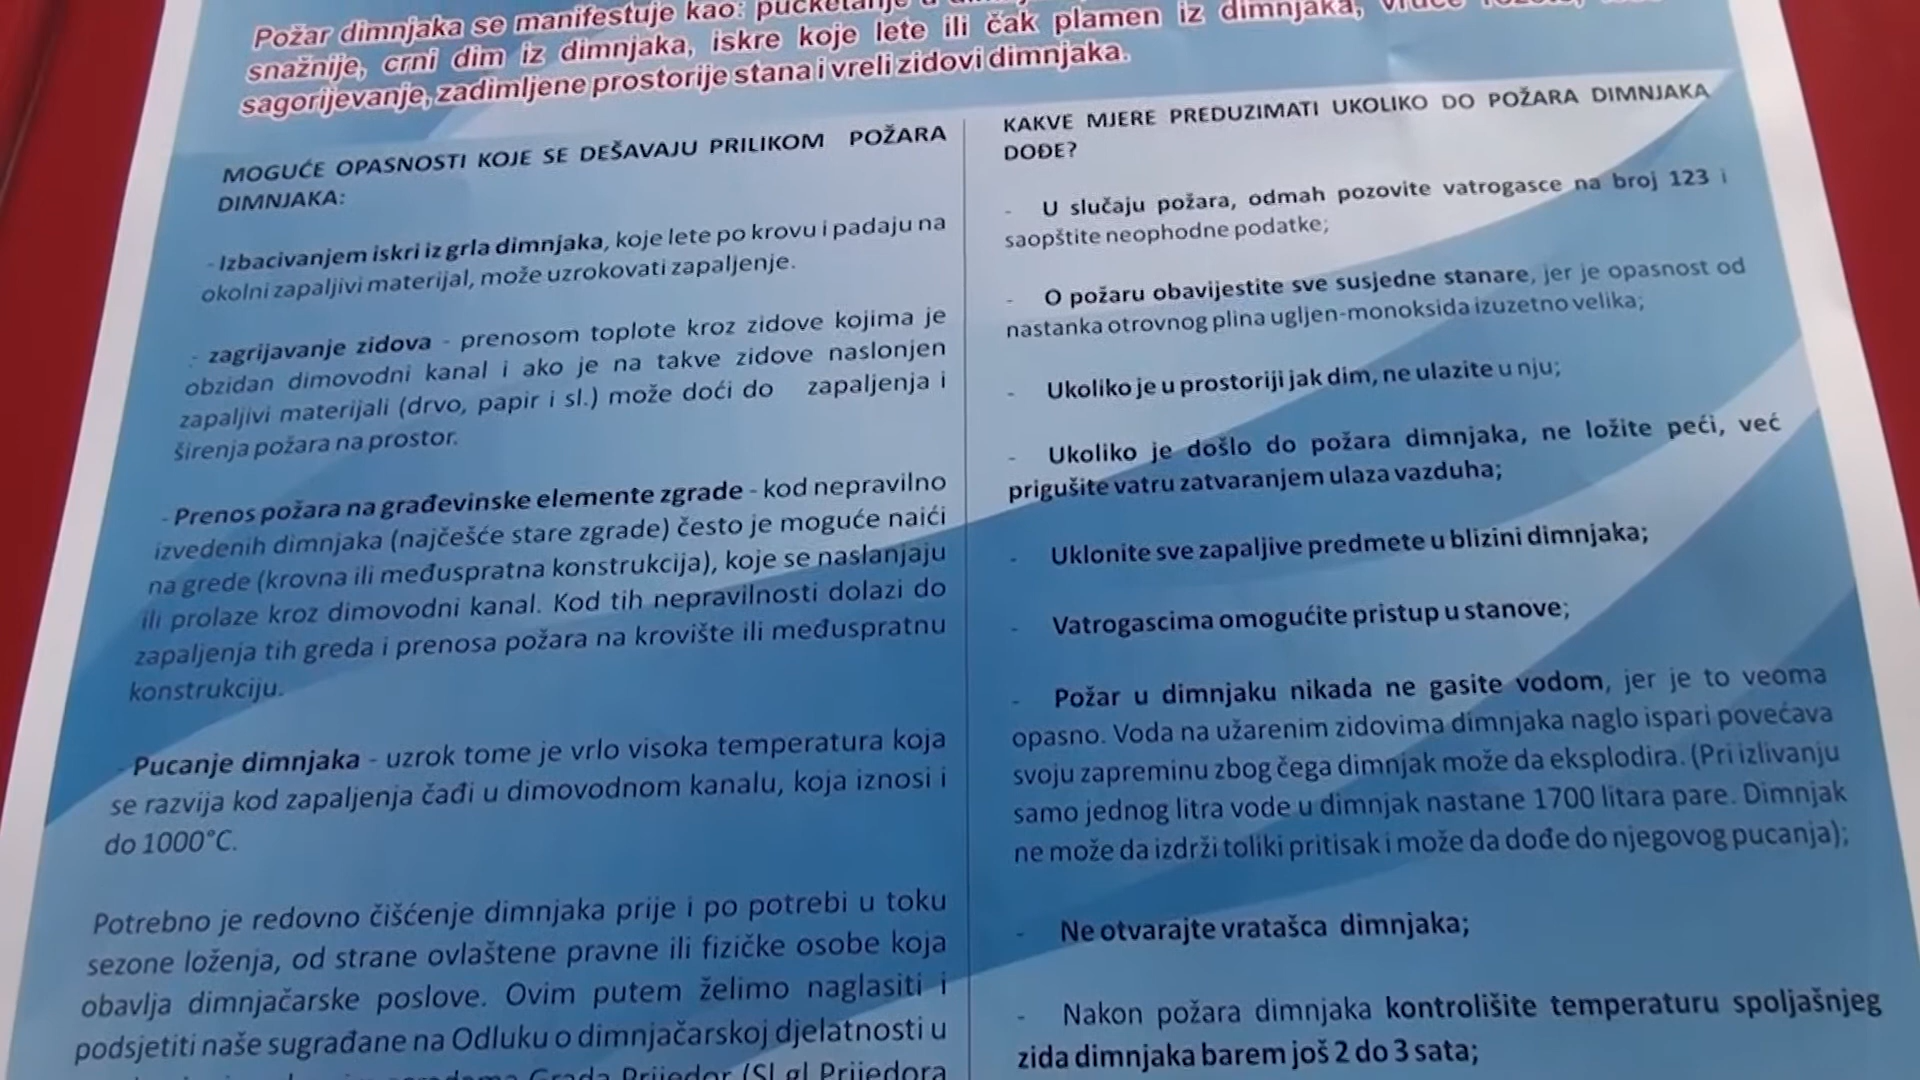 Požar dimnjaka se manifestuje kao: pucketanje
snažnije, crni dim iz dimnjaka, iskre koje lete ili čak plamen iz dimnjaka,
sagorijevanje, zadimljene prostorije stana i vreli zidovi dimnjaka.
MOGUĆE OPASNOSTI KOJE SE DEŠAVAJU PRILIKOM POŽARA
DIMNJAKA:
- Izbacivanjem iskri iz grla dimnjaka, koje lete po krovu i padaju na
okolni zapaljivi materijal, može uzrokovati zapaljenje.
- zagrijavanje zidova - prenosom toplote kroz zidove kojima je
obzidan dimovodni kanal i ako je na takve zidove naslonjen
zapaljivi materijali (drvo, papir i sl.) može doći do zapaljenja i
širenja požara na prostor.
- Prenos požara na građevinske elemente zgrade - kod nepravilno
izvedenih dimnjaka (najčešće stare zgrade) često je moguće naići
na grede (krovna ili međuspratna konstrukcija), koje se naslanjaju
ili prolaze kroz dimovodni kanal. Kod tih nepravilnosti dolazi do
zapaljenja tih greda i prenosa požara na krovište ili međuspratnu
konstrukciju.
- Pucanje dimnjaka - uzrok tome je vrlo visoka temperatura koja
se razvija kod zapaljenja čađi u dimovodnom kanalu, koja iznosi i
do 1000°C.
Potrebno je redovno čišćenje dimnjaka prije i po potrebi u toku
sezone loženja, od strane ovlaštene pravne ili fizičke osobe koja
obavlja dimnjačarske poslove. Ovim putem želimo naglasiti i
podsjetiti naše sugrađane na Odluku o dimnjačarskoj djelatnosti u
Grada Prijedor (Sl.gl Prijedora
KAKVE MJERE PREDUZIMATI UKOLIKO DO POŽARA DIMNJAKA
DOĐE?
- U slučaju požara, odmah pozovite vatrogasce na broj 123 i
saopštite neophodne podatke;
- O požaru obavijestite sve susjedne stanare, jer je opasnost od
nastanka otrovnog plina ugljen-monoksida izuzetno velika;
- Ukoliko je u prostoriji jak dim, ne ulazite u nju;
- Ukoliko je došlo do požara dimnjaka, ne ložite peći, već
prigušite vatru zatvaranjem ulaza vazduha;
- Uklonite sve zapaljive predmete u blizini dimnjaka;
- Vatrogascima omogućite pristup u stanove;
- Požar u dimnjaku nikada ne gasite vodom, jer je to veoma
opasno. Voda na užarenim zidovima dimnjaka naglo ispari povećava
svoju zapreminu zbog čega dimnjak može da eksplodira. (Pri izlivanju
samo jednog litra vode u dimnjak nastane 1700 litara pare. Dimnjak
ne može da izdrži toliki pritisak i može da dođe do njegovog pucanja);
- Ne otvarajte vratašca dimnjaka;
- Nakon požara dimnjaka kontrolišite temperaturu spoljašnjeg
zida dimnjaka barem još 2 do 3 sata;